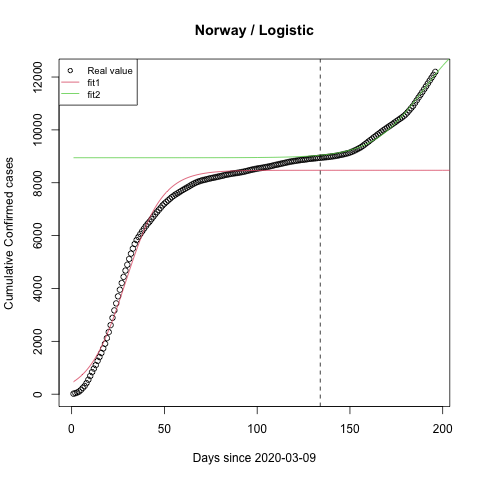 Norway / Logistic
Real value
fit1
fit2
Cumulative Confirmed cases
0
2000
4000
6000
8000
10000
12000
0
50
100
150
200
Days since 2020-03-09